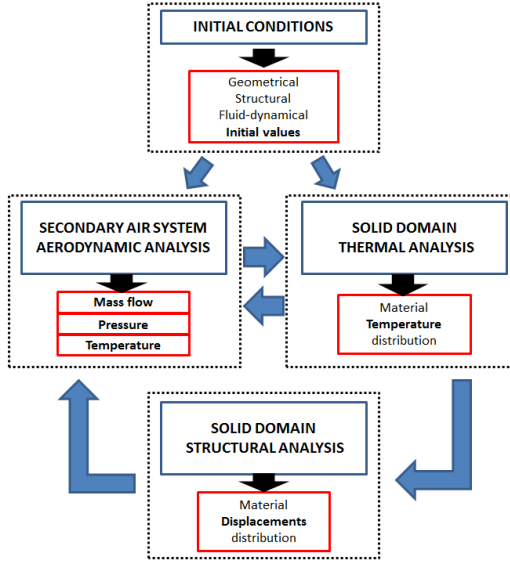 INITIAL CONDITIONS
Geometrical
Structural
Fluid-dynamical
Initial values
SECONDARY AIR SYSTEM
AERODYNAMIC ANALYSIS
Mass flow
Pressure
Temperature
SOLID DOMAIN
THERMAL ANALYSIS
Material
Temperature
distribution
SOLID DOMAIN
STRUCTURAL ANALYSIS
Material
Displacements
distribution